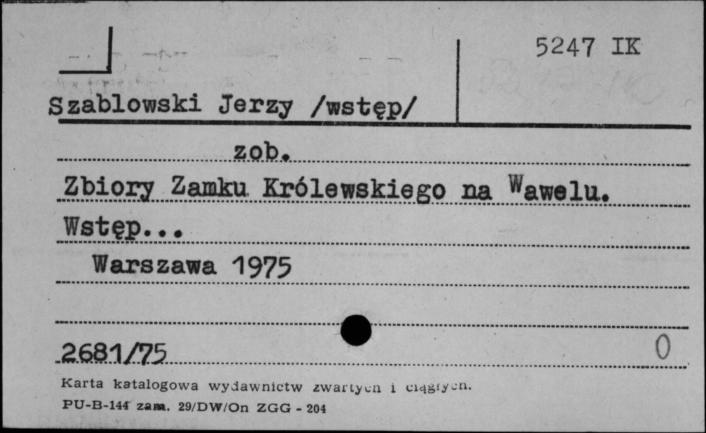 5247 IK
Szablowski Jerzy /wstęp/
zob.
Zbiory Zamku Królewskiego na Wawelu.
Wstęp...
Warszawa 1975
2681/75 0
Karta katalogowa wydawnictw zwartych i ciągłych.
PU-B-144 zam. 29/DW/On ZGG - 204